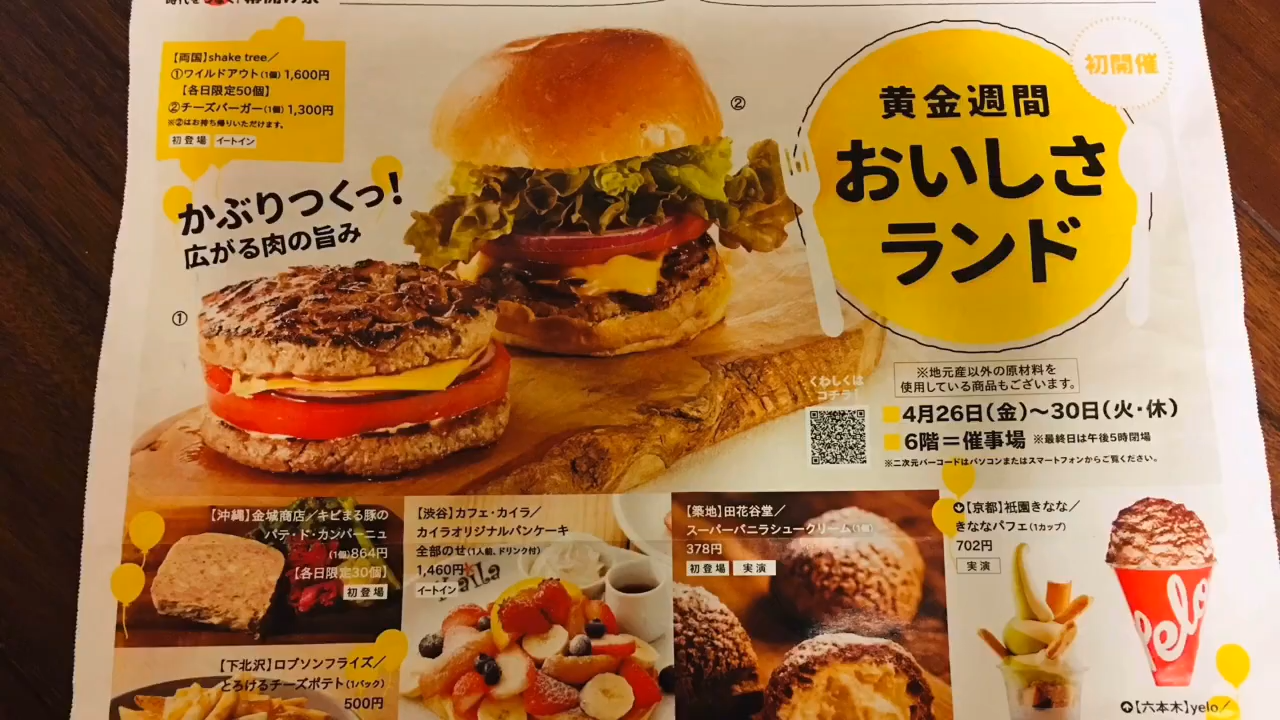 【両国】shake tree／
①ワイルドアウト(1個)1,600円
【各日限定50個】
②チーズバーガー(1個)1,300円
※②はお持ち帰りいただけます。
初登場 イートイン
かぶりつくっ!
広がる肉の旨み
①
②
初開催
黄金週間
おいしさ
ランド
くわしくは
コチラ!
※地元産以外の原材料を
使用している商品もございます。
4月26日(金)〜30日(火・休)
6階=催事場 ※最終日は午後5時閉場
※二次元バーコードはパソコンまたはスマートフォンからご覧ください。
【沖縄】金城商店／キビまる豚の
パテ・ド・カンパーニュ
(1個)864円
【各日限定30個】
初登場
【下北沢】ロブソンフライズ／
とろけるチーズポテト(1パック)
500円
【渋谷】カフェ・カイラ／
カイラオリジナルパンケーキ
全部のせ(1人前、ドリンク付)
1,460円
イートイン
【築地】田花谷堂／
スーパーバニラシュークリーム(1個)
378円
初登場 実演
【京都】祇園きなな／
きななパフェ(1カップ)
702円
実演
yelo
【六本木】yelo／